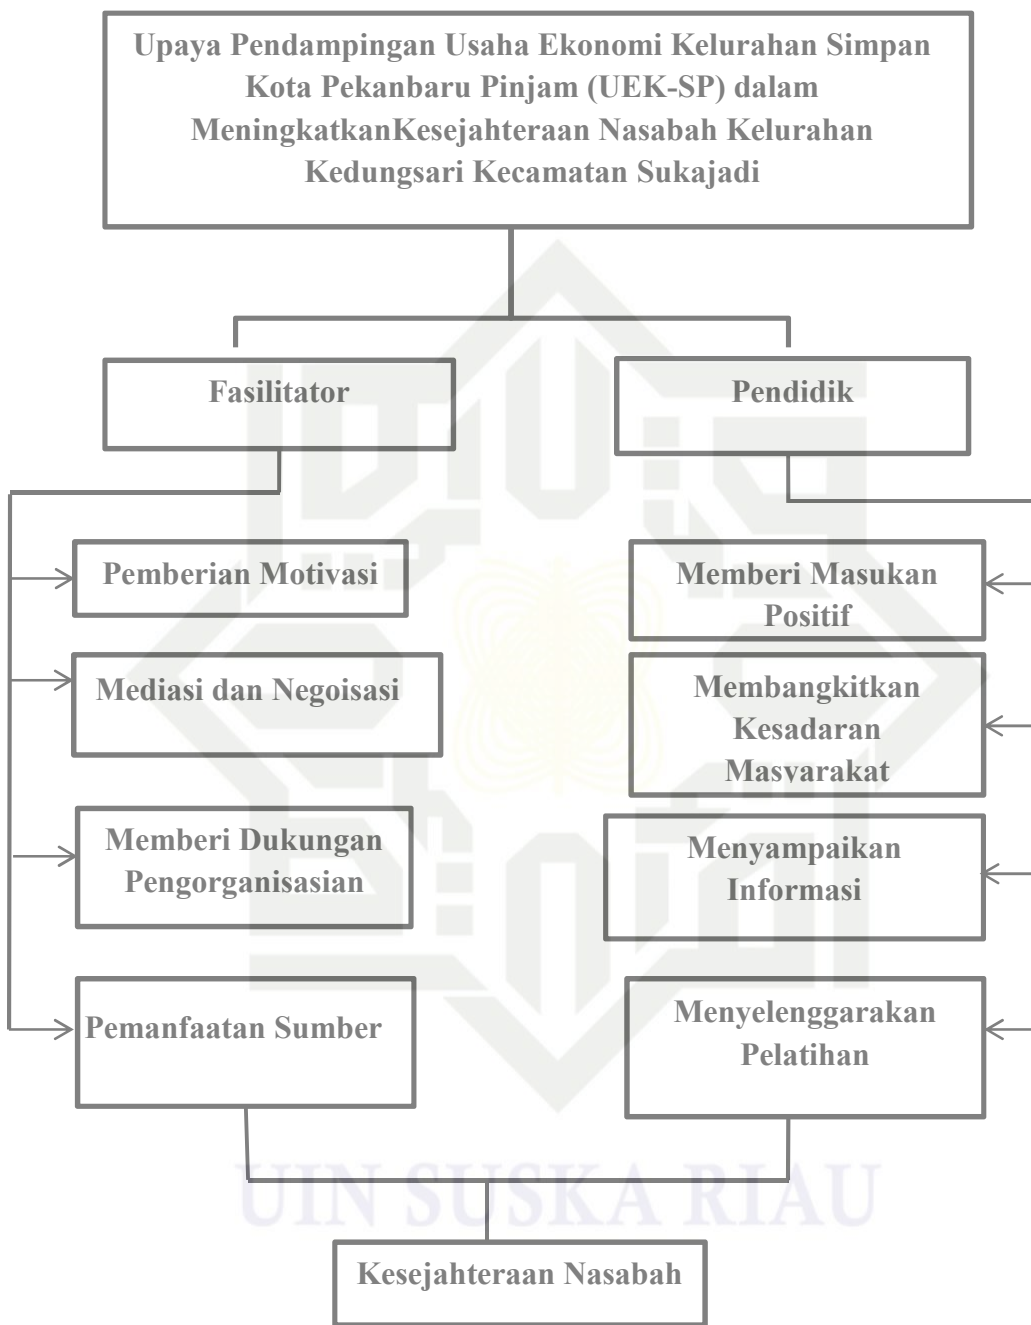 Upaya Pendampingan Usaha Ekonomi Kelurahan Simpan
Kota Pekanbaru Pinjam (UEK-SP) dalam
MeningkatkanKesejahteraan Nasabah Kelurahan
Kedungsari Kecamatan Sukajadi
Fasilitator
Pendidik
Pemberian Motivasi
Memberi Masukan
Positif
Mediasi dan Negoisasi
Membangkitkan
Kesadaran
Masvarakat
Memberi Dukungan
Pengorganisasian
Menyampaikan
Informasi
Pemanfaatan Sumber
Menyelenggarakan
Pelatihan
UIN SUSKA RIAU
Kesejahteraan Nasabah